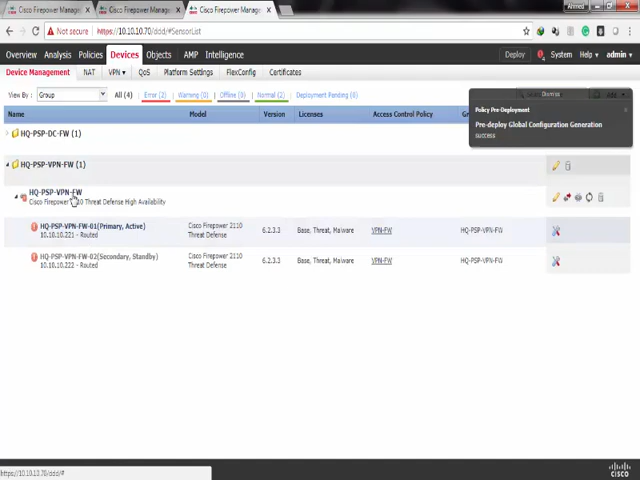 Cisco Firepower Manage
Cisco Firepower Manag
Cisco Firepower Manag
Ahmed
Not secure
https://10.10.10.70/ddd/#SensorList
Overview Analysis Policies Devices Objects AMP Intelligence
Deploy System Help admin
Device Management NAT VPN QoS Platform Settings FlexConfig Certificates
View By : Group All (4) Error (2) Warning (0) Offline (0) Normal (2) Deployment Pending (0)
Dismiss
Policy Pre-Deployment
Pre-deploy Global Configuration Generation
success
Name Model Version Licenses Access Control Policy
HQ-PSP-DC-FW (1)
HQ-PSP-VPN-FW (1)
HQ-PSP-VPN-FW
Cisco Firepower Threat Defense High Availability
HQ-PSP-VPN-FW-01(Primary, Active)
10.10.10.221 - Routed
Cisco Firepower 2110
Threat Defense
6.2.3.3
Base, Threat, Malware
VPN-FW
HQ-PSP-VPN-FW
HQ-PSP-VPN-FW-02(Secondary, Standby)
10.10.10.222 - Routed
Cisco Firepower 2110
Threat Defense
6.2.3.3
Base, Threat, Malware
VPN-FW
HQ-PSP-VPN-FW
https://10.10.10.70/ddd/#
CISCO